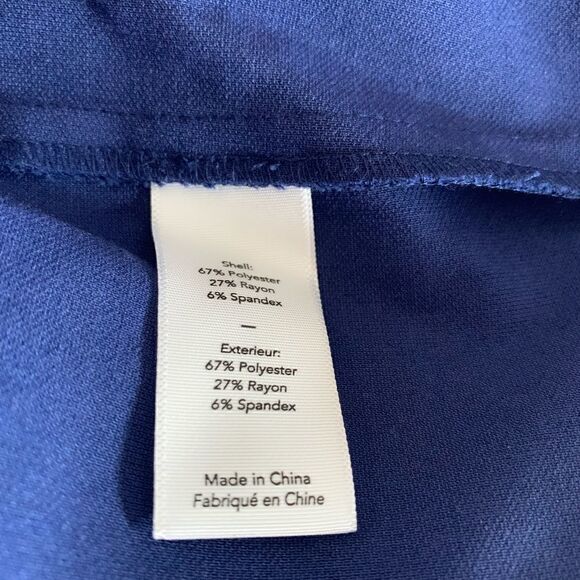 Shell:
67% Polyester
27% Rayon
6% Spandex
—
Exterieur:
67% Polyester
27% Rayon
6% Spandex
Made in China
Fabriqué en Chine